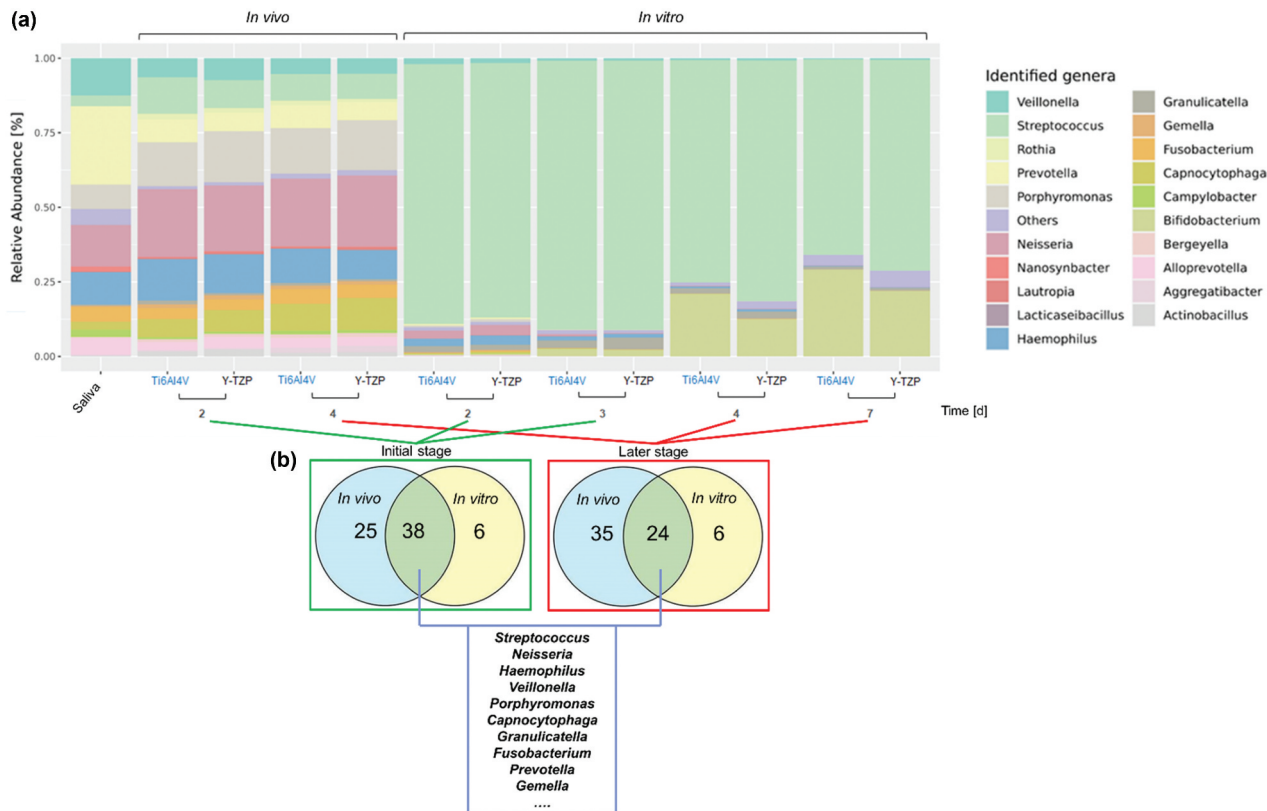 (a)
In vivo
In vitro
Relative Abundance [%]
1.00
0.75
0.50
0.25
0.00
Saliva
Ti6Al4V
Y-TZP
Ti6Al4V
Y-TZP
Ti6Al4V
Y-TZP
Ti6Al4V
Y-TZP
Ti6Al4V
Y-TZP
Ti6Al4V
Y-TZP
2
4
2
3
4
7
Time [d]
Identified genera
Veillonella
Streptococcus
Rothia
Prevotella
Porphyromonas
Others
Neisseria
Nanosynbacter
Lautropia
Lacticaseibacillus
Haemophilus
Granulicatella
Gemella
Fusobacterium
Capnocytophaga
Campylobacter
Bifidobacterium
Bergeyella
Alloprevotella
Aggregatibacter
Actinobacillus
(b)
Initial stage
In vivo
In vitro
25
38
6
Later stage
In vivo
In vitro
35
24
6
Streptococcus
Neisseria
Haemophilus
Veillonella
Porphyromonas
Capnocytophaga
Granulicatella
Fusobacterium
Prevotella
Gemella
....